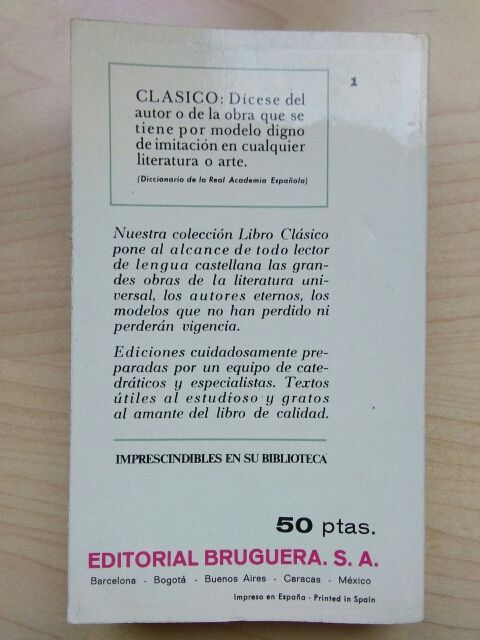 1
CLASICO: Dícese del
autor o de la obra que se
tiene por modelo digno
de imitación en cualquier
literatura o arte.
(Diccionario de la Real Academia Española)
Nuestra colección Libro Clásico
pone al alcance de todo lector
de lengua castellana las gran-
des obras de la literatura uni-
versal, los autores eternos, los
modelos que no han perdido ni
perderán vigencia.
Ediciones cuidadosamente pre-
paradas por un equipo de cate-
dráticos y especialistas. Textos
útiles al estudioso y gratos
al amante del libro de calidad.
IMPRESCINDIBLES EN SU BIBLIOTECA
50 ptas.
EDITORIAL BRUGUERA. S. A.
Barcelona - Bogotá - Buenos Aires - Caracas - México
Impreso en España - Printed in Spain